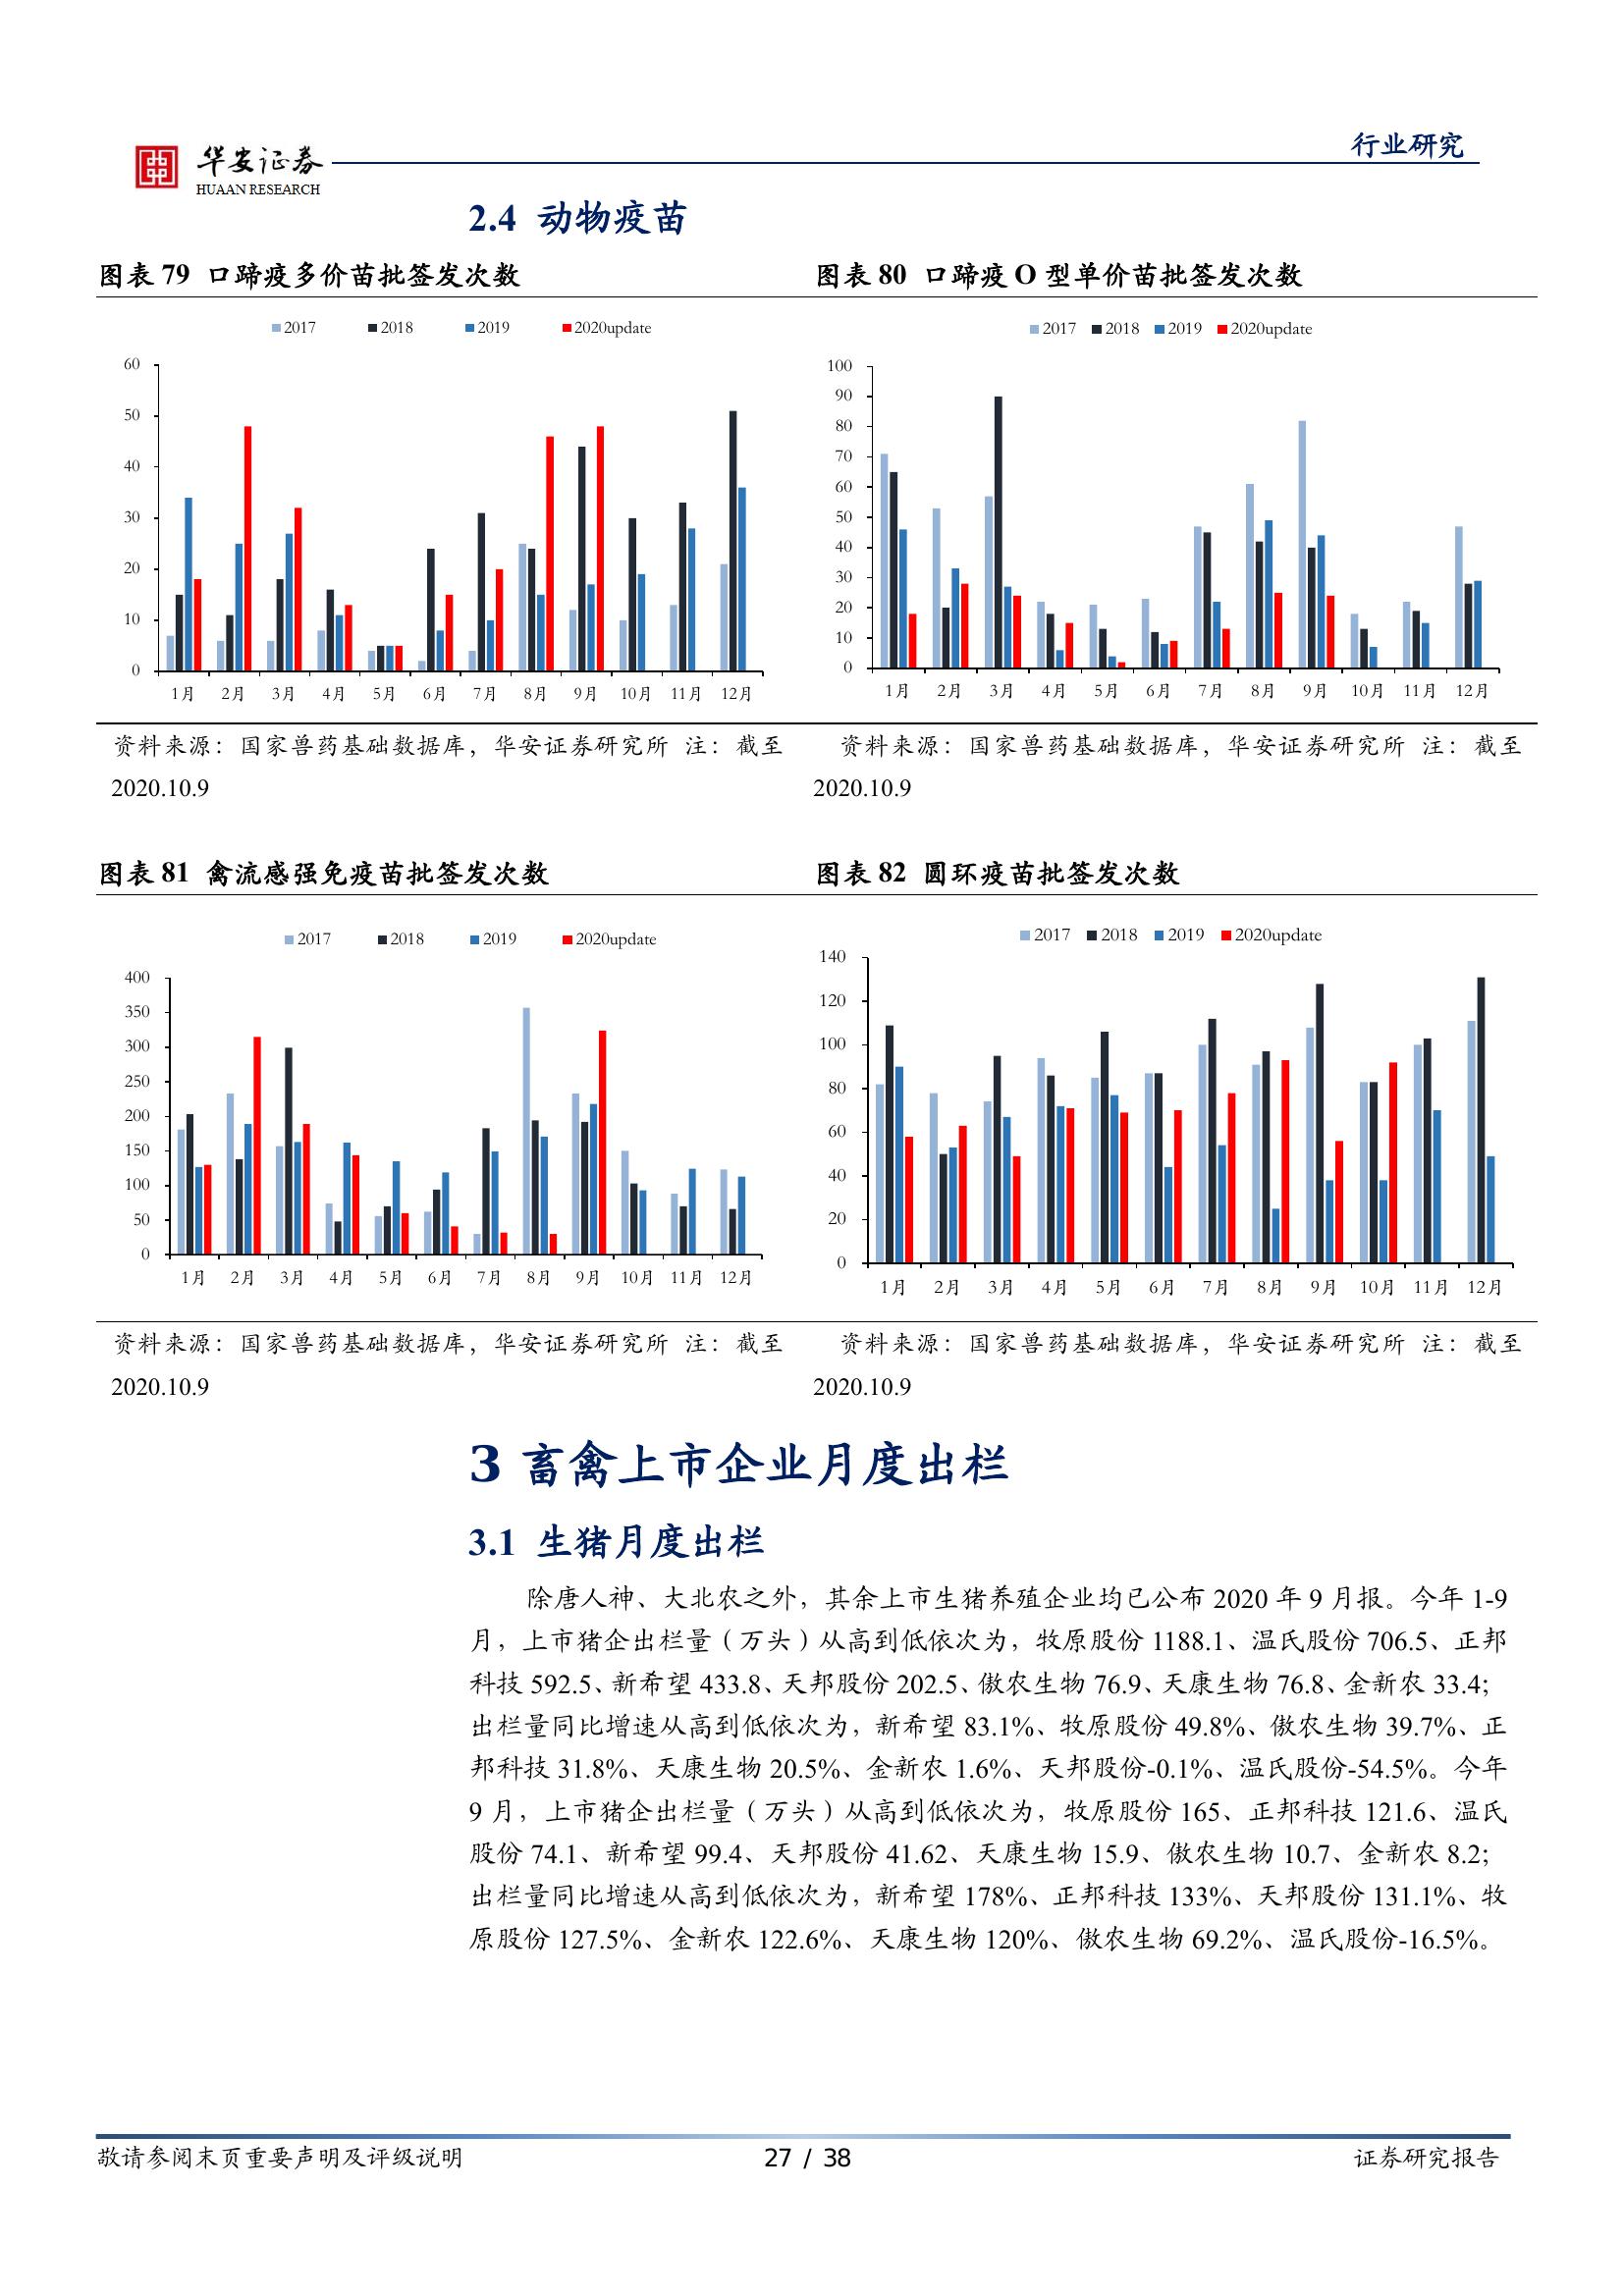 华安证券
HUAAN RESEARCH
行业研究
2.4 动物疫苗
图表 79 口蹄疫多价苗批签发次数
2017 2018 2019 2020update
60
50
40
30
20
10
0
1月 2月 3月 4月 5月 6月 7月 8月 9月 10月 11月 12月
资料来源：国家兽药基础数据库，华安证券研究所 注：截至
2020.10.9
图表 80 口蹄疫 O 型单价苗批签发次数
2017 2018 2019 2020update
100
90
80
70
60
50
40
30
20
10
0
1月 2月 3月 4月 5月 6月 7月 8月 9月 10月 11月 12月
资料来源：国家兽药基础数据库，华安证券研究所 注：截至
2020.10.9
图表 81 禽流感强免疫苗批签发次数
2017 2018 2019 2020update
400
350
300
250
200
150
100
50
0
1月 2月 3月 4月 5月 6月 7月 8月 9月 10月 11月 12月
资料来源：国家兽药基础数据库，华安证券研究所 注：截至
2020.10.9
图表 82 圆环疫苗批签发次数
2017 2018 2019 2020update
140
120
100
80
60
40
20
0
1月 2月 3月 4月 5月 6月 7月 8月 9月 10月 11月 12月
资料来源：国家兽药基础数据库，华安证券研究所 注：截至
2020.10.9
3 畜禽上市企业月度出栏
3.1 生猪月度出栏
除唐人神、大北农之外，其余上市生猪养殖企业均已公布 2020 年 9 月报。今年 1-9
月，上市猪企出栏量（万头）从高到低依次为，牧原股份 1188.1、温氏股份 706.5、正邦
科技 592.5、新希望 433.8、天邦股份 202.5、傲农生物 76.9、天康生物 76.8、金新农 33.4；
出栏量同比增速从高到低依次为，新希望 83.1%、牧原股份 49.8%、傲农生物 39.7%、正
邦科技 31.8%、天康生物 20.5%、金新农 1.6%、天邦股份-0.1%、温氏股份-54.5%。今年
9 月，上市猪企出栏量（万头）从高到低依次为，牧原股份 165、正邦科技 121.6、温氏
股份 74.1、新希望 99.4、天邦股份 41.62、天康生物 15.9、傲农生物 10.7、金新农 8.2；
出栏量同比增速从高到低依次为，新希望 178%、正邦科技 133%、天邦股份 131.1%、牧
原股份 127.5%、金新农 122.6%、天康生物 120%、傲农生物 69.2%、温氏股份-16.5%。
敬请参阅末页重要声明及评级说明
27 / 38
证券研究报告